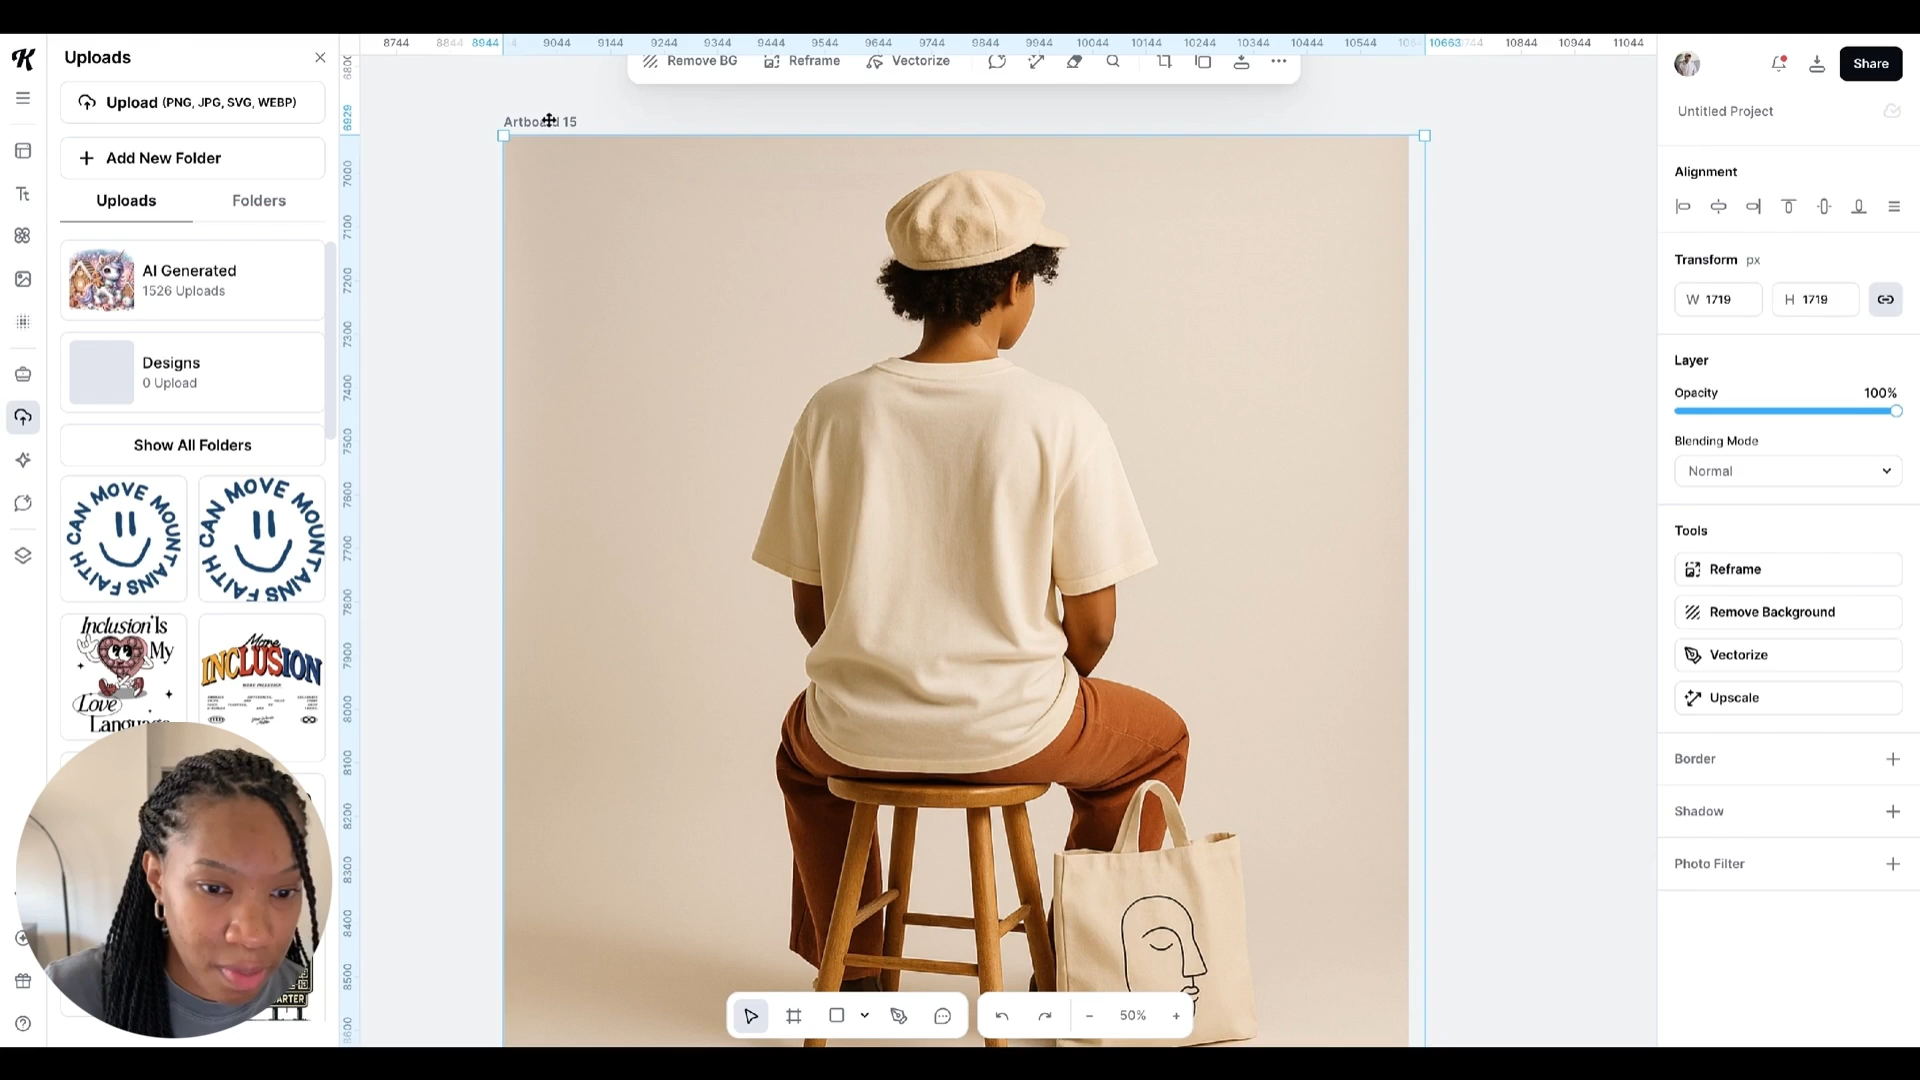 8744
8844
8944
9044
9144
9244
9344
9444
9544
9644
9744
9844
9944
10044
10144
10244
10344
10444
10544
10663
10844
10944
11044
Uploads
Upload (PNG, JPG, SVG, WEBP)
Add New Folder
Uploads
Folders
AI Generated
1526 Uploads
Designs
0 Upload
Show All Folders
FAITH CAN MOVE MOUNTAINS
FAITH CAN MOVE MOUNTAINS
Inclusion Is
My
Love
Language
More
INCLUSION
ARTER
Remove BG
Reframe
Vectorize
Artboard 15
6929
7000
7100
7200
7300
7400
7500
7600
7700
7800
7900
8000
8100
8200
8300
8400
8500
8600
50%
Share
Untitled Project
Alignment
Transform px
W 1719
H 1719
Layer
Opacity
100%
Blending Mode
Normal
Tools
Reframe
Remove Background
Vectorize
Upscale
Border
Shadow
Photo Filter